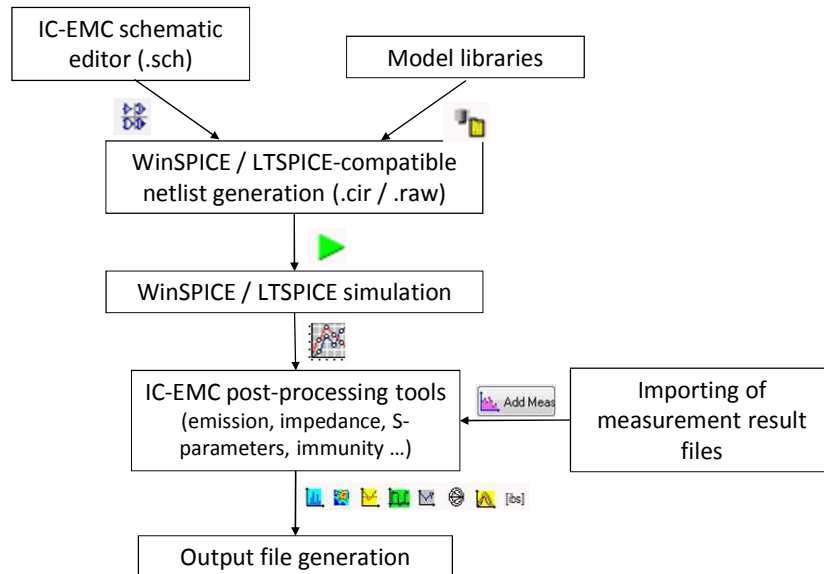 IC-EMC schematic
editor (.sch)
Model libraries
WinSPICE / LTSPICE-compatible
netlist generation (.cir / .raw)
WinSPICE / LTSPICE simulation
IC-EMC post-processing tools
(emission, impedance, S-
parameters, immunity …)
Add Meas
Importing of
measurement result
files
[ibs]
Output file generation